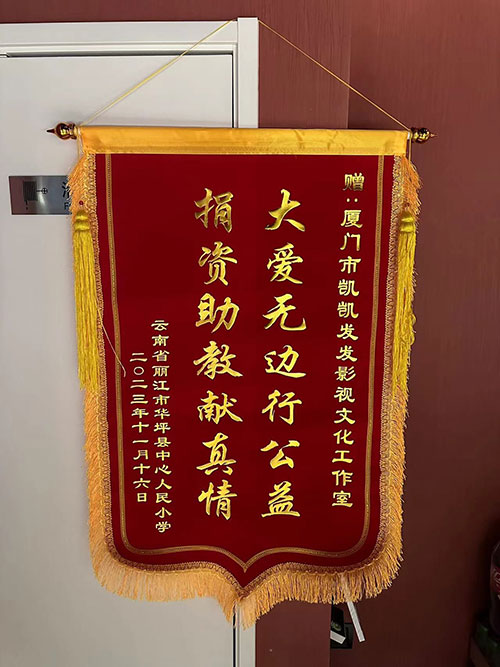 赠：厦门市凯凯发发影视文化工作室
大爱无边行公益
捐资助教献真情
云南省丽江市华坪县中心人民小学
二〇二三年十一月十六日